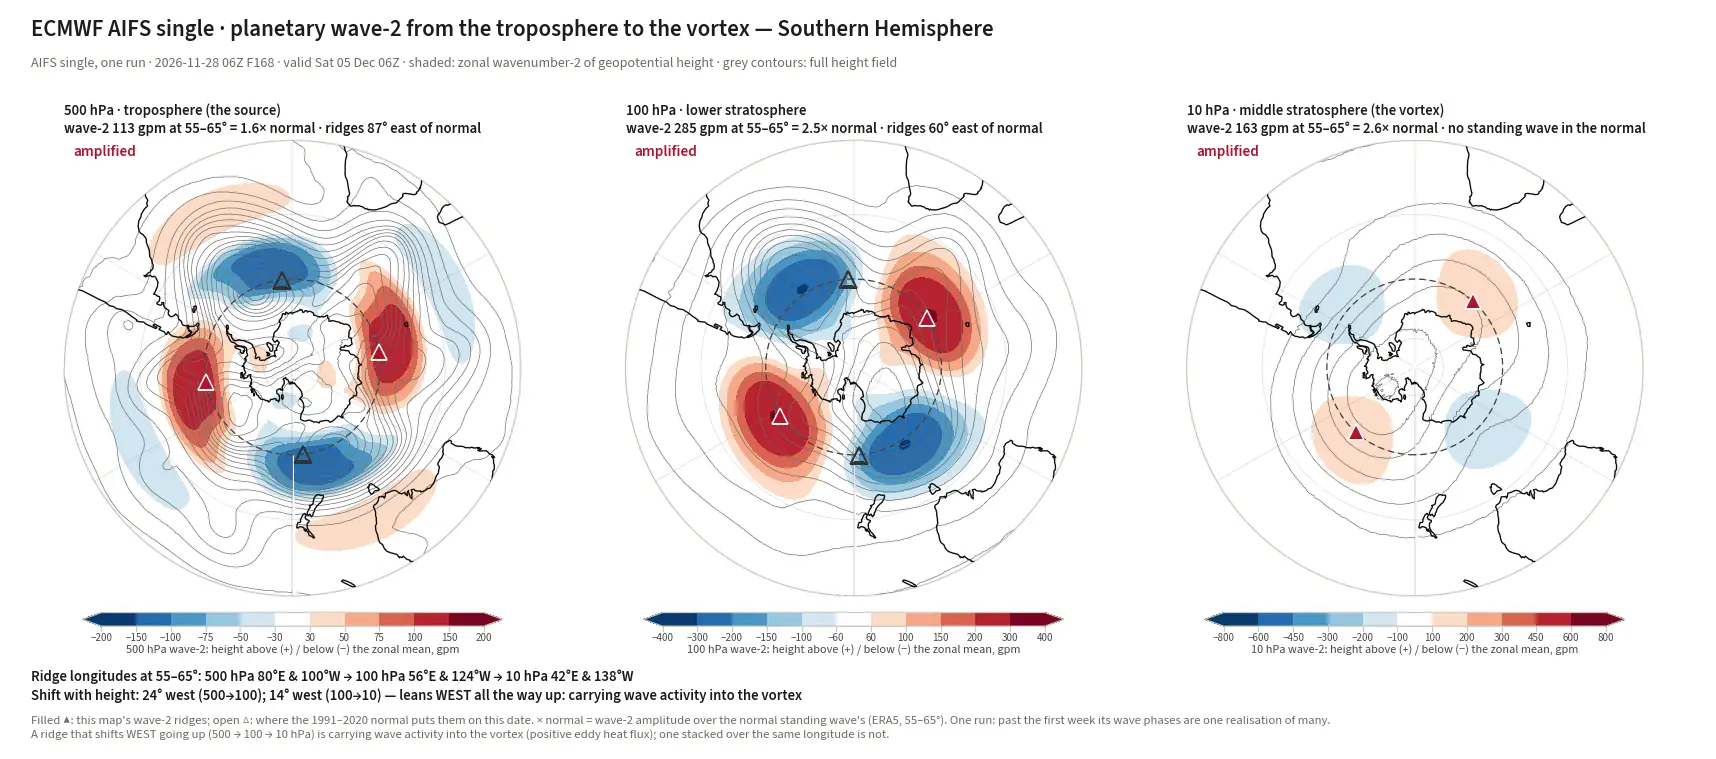 ECMWF AIFS single · planetary wave-2 from the troposphere to the vortex — Southern Hemisphere
AIFS single, one run · 2026-11-28 06Z F168 · valid Sat 05 Dec 06Z · shaded: zonal wavenumber-2 of geopotential height · grey contours: full height field
500 hPa · troposphere (the source)
wave-2 113 gpm at 55–65° = 1.6× normal · ridges 87° east of normal
amplified
100 hPa · lower stratosphere
wave-2 285 gpm at 55–65° = 2.5× normal · ridges 60° east of normal
amplified
10 hPa · middle stratosphere (the vortex)
wave-2 163 gpm at 55–65° = 2.6× normal · no standing wave in the normal
amplified
−200 −150 −100 −75 −50 −30 30 50 75 100 150 200
500 hPa wave-2: height above (+) / below (−) the zonal mean, gpm
−400 −300 −200 −150 −100 −60 60 100 150 200 300 400
100 hPa wave-2: height above (+) / below (−) the zonal mean, gpm
−800 −600 −450 −300 −200 −100 100 200 300 450 600 800
10 hPa wave-2: height above (+) / below (−) the zonal mean, gpm
Ridge longitudes at 55–65°: 500 hPa 80°E & 100°W → 100 hPa 56°E & 124°W → 10 hPa 42°E & 138°W
Shift with height: 24° west (500→100); 14° west (100→10) — leans WEST all the way up: carrying wave activity into the vortex
Filled ▲: this map's wave-2 ridges; open △: where the 1991–2020 normal puts them on this date. × normal = wave-2 amplitude over the normal standing wave's (ERA5, 55–65°). One run: past the first week its wave phases are one realisation of many.
A ridge that shifts WEST going up (500 → 100 → 10 hPa) is carrying wave activity into the vortex (positive eddy heat flux); one stacked over the same longitude is not.